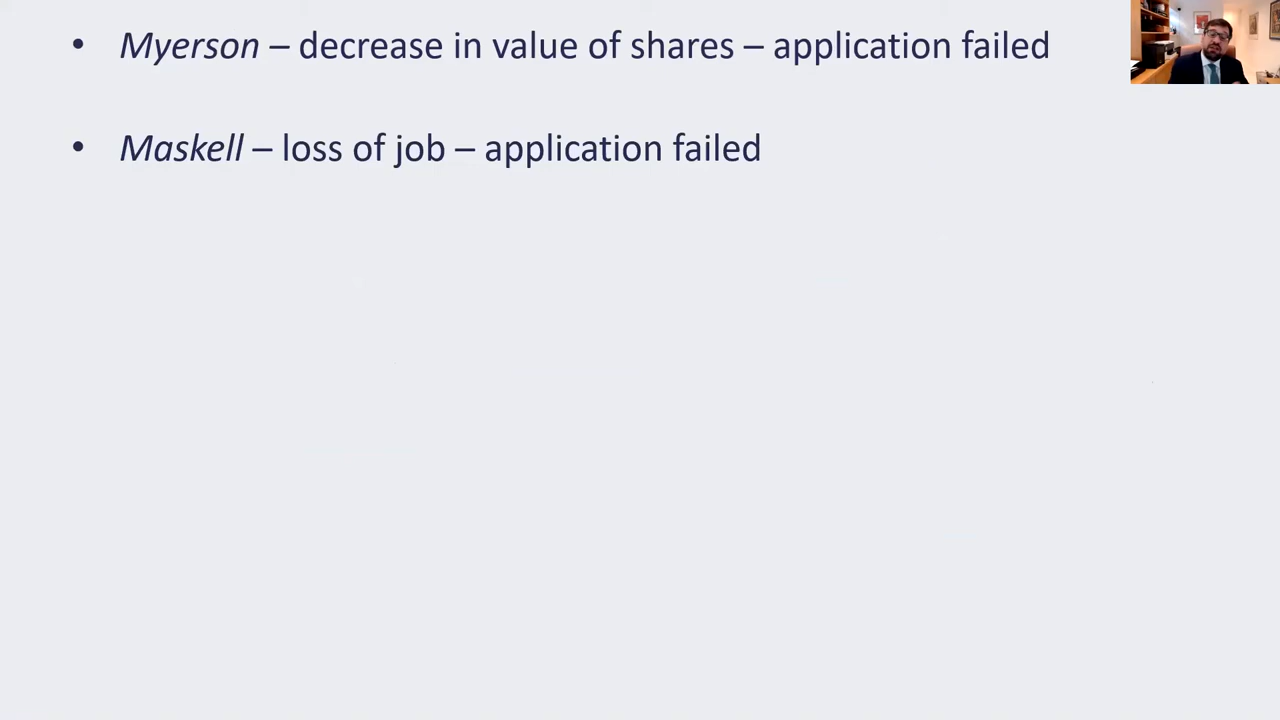 • Myerson – decrease in value of shares – application failed
• Maskell – loss of job – application failed